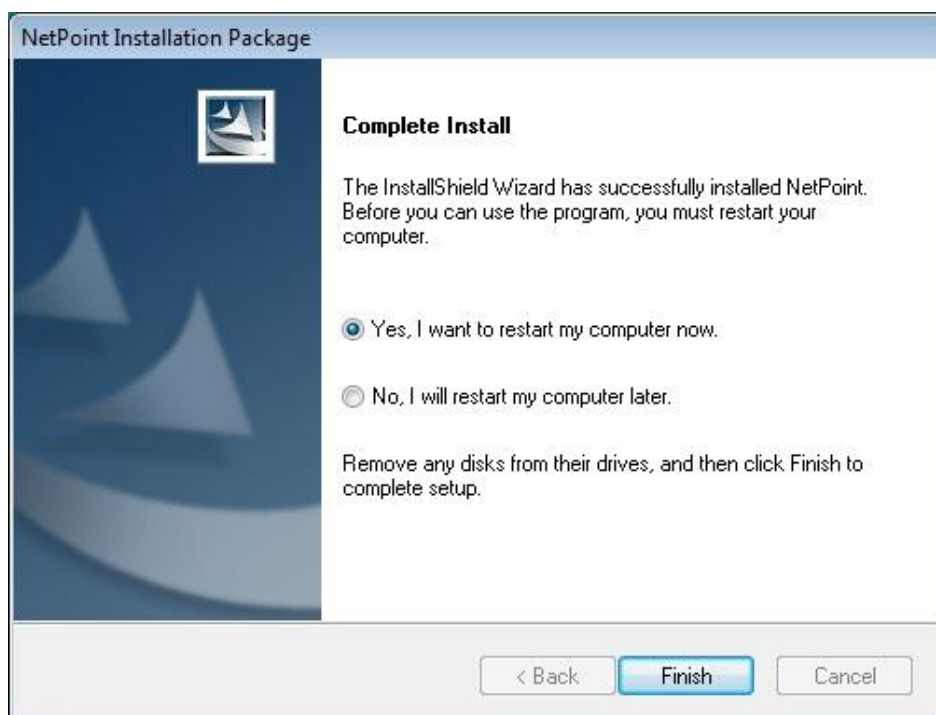 NetPoint Installation Package
Complete Install
The InstallShield Wizard has successfully installed NetPoint.
Before you can use the program, you must restart your
computer.
Yes, I want to restart my computer now.
No, I will restart my computer later.
Remove any disks from their drives, and then click Finish to
complete setup.
< Back
Finish
Cancel